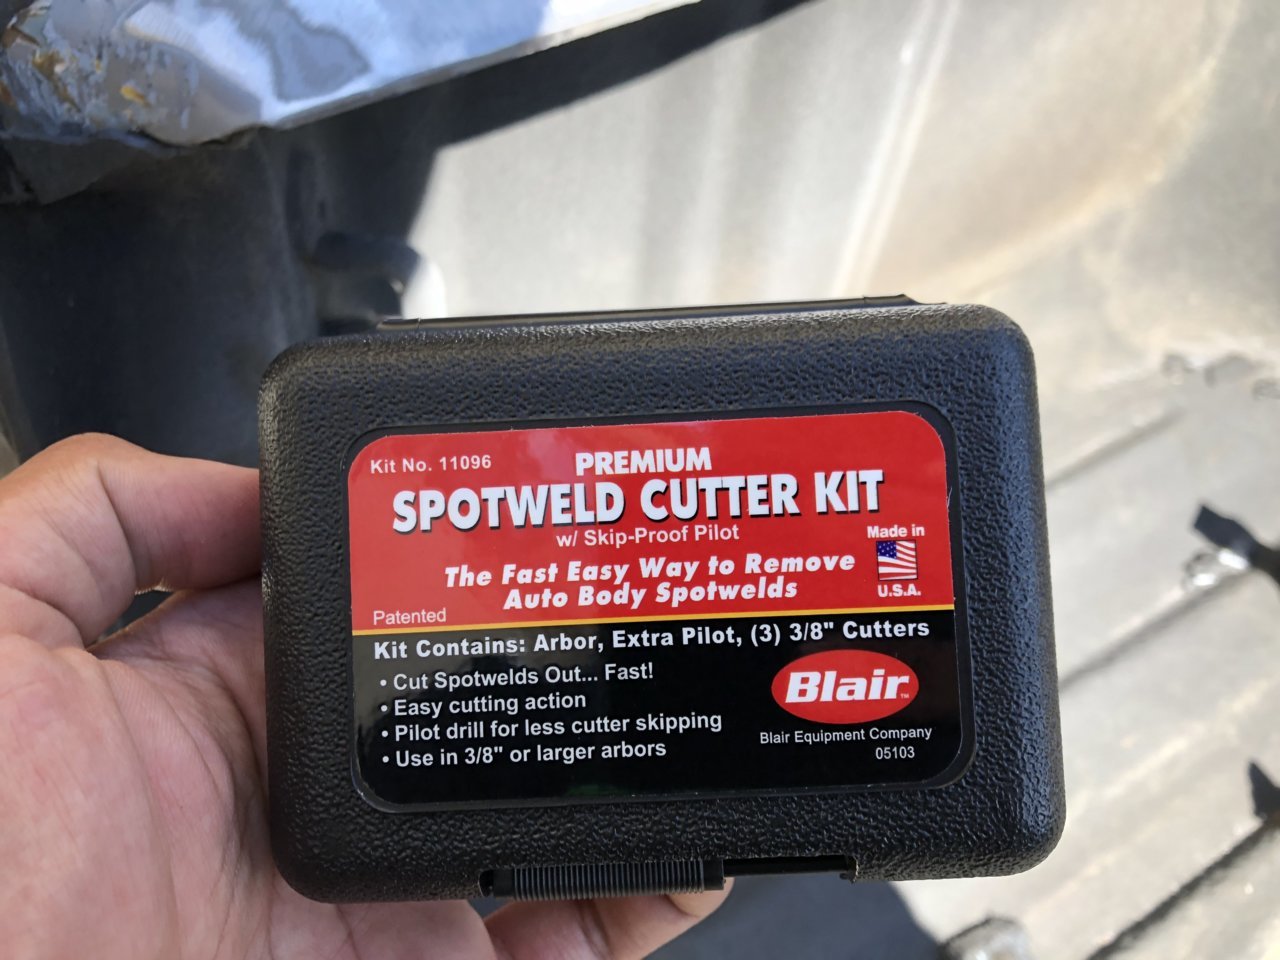 Kit No. 11096
PREMIUM
SPOTWELD CUTTER KIT
w/ Skip-Proof Pilot
The Fast Easy Way to Remove
Auto Body Spotwelds
Made in
U.S.A.
Patented
Kit Contains: Arbor, Extra Pilot, (3) 3/8" Cutters
• Cut Spotwelds Out... Fast!
• Easy cutting action
• Pilot drill for less cutter skipping
• Use in 3/8" or larger arbors
Blair™
Blair Equipment Company
05103